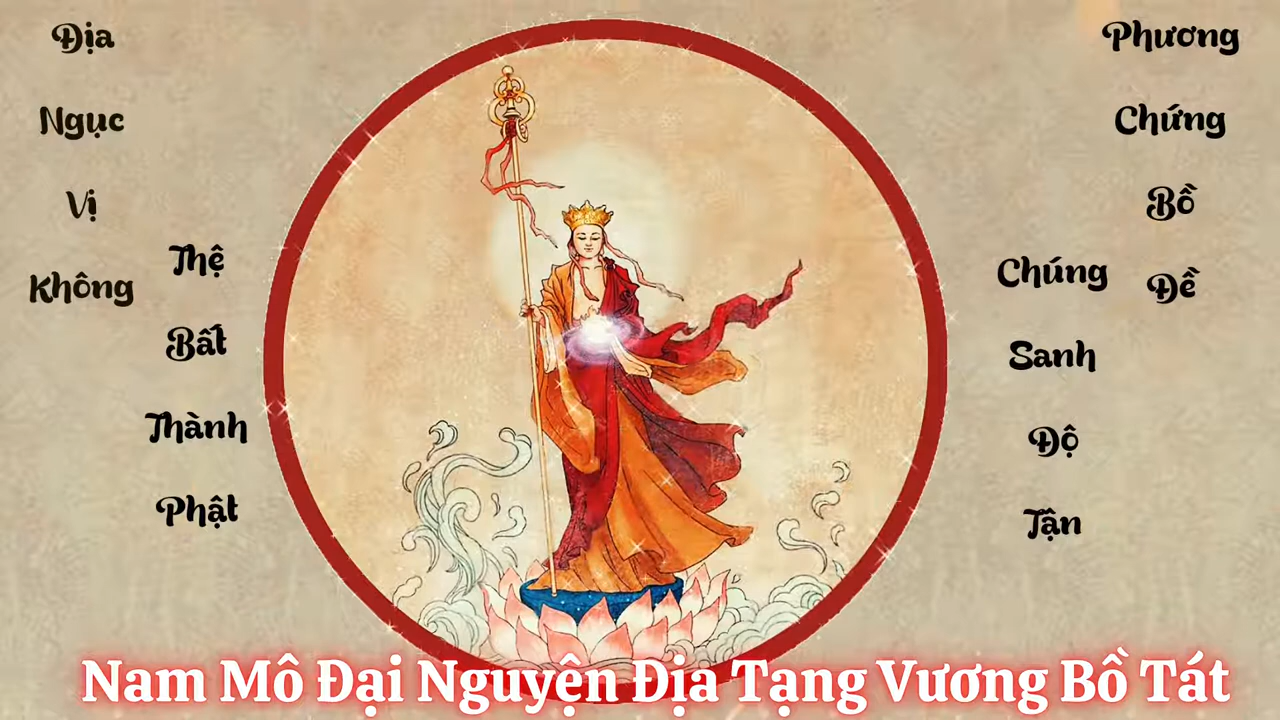 Địa
Ngục
Vị
Không
Thệ
Bất
Thành
Phật
Chúng
Sanh
Độ
Tận
Phương
Chứng
Bồ
Đề
Nam Mô Đại Nguyện Địa Tạng Vương Bồ Tát